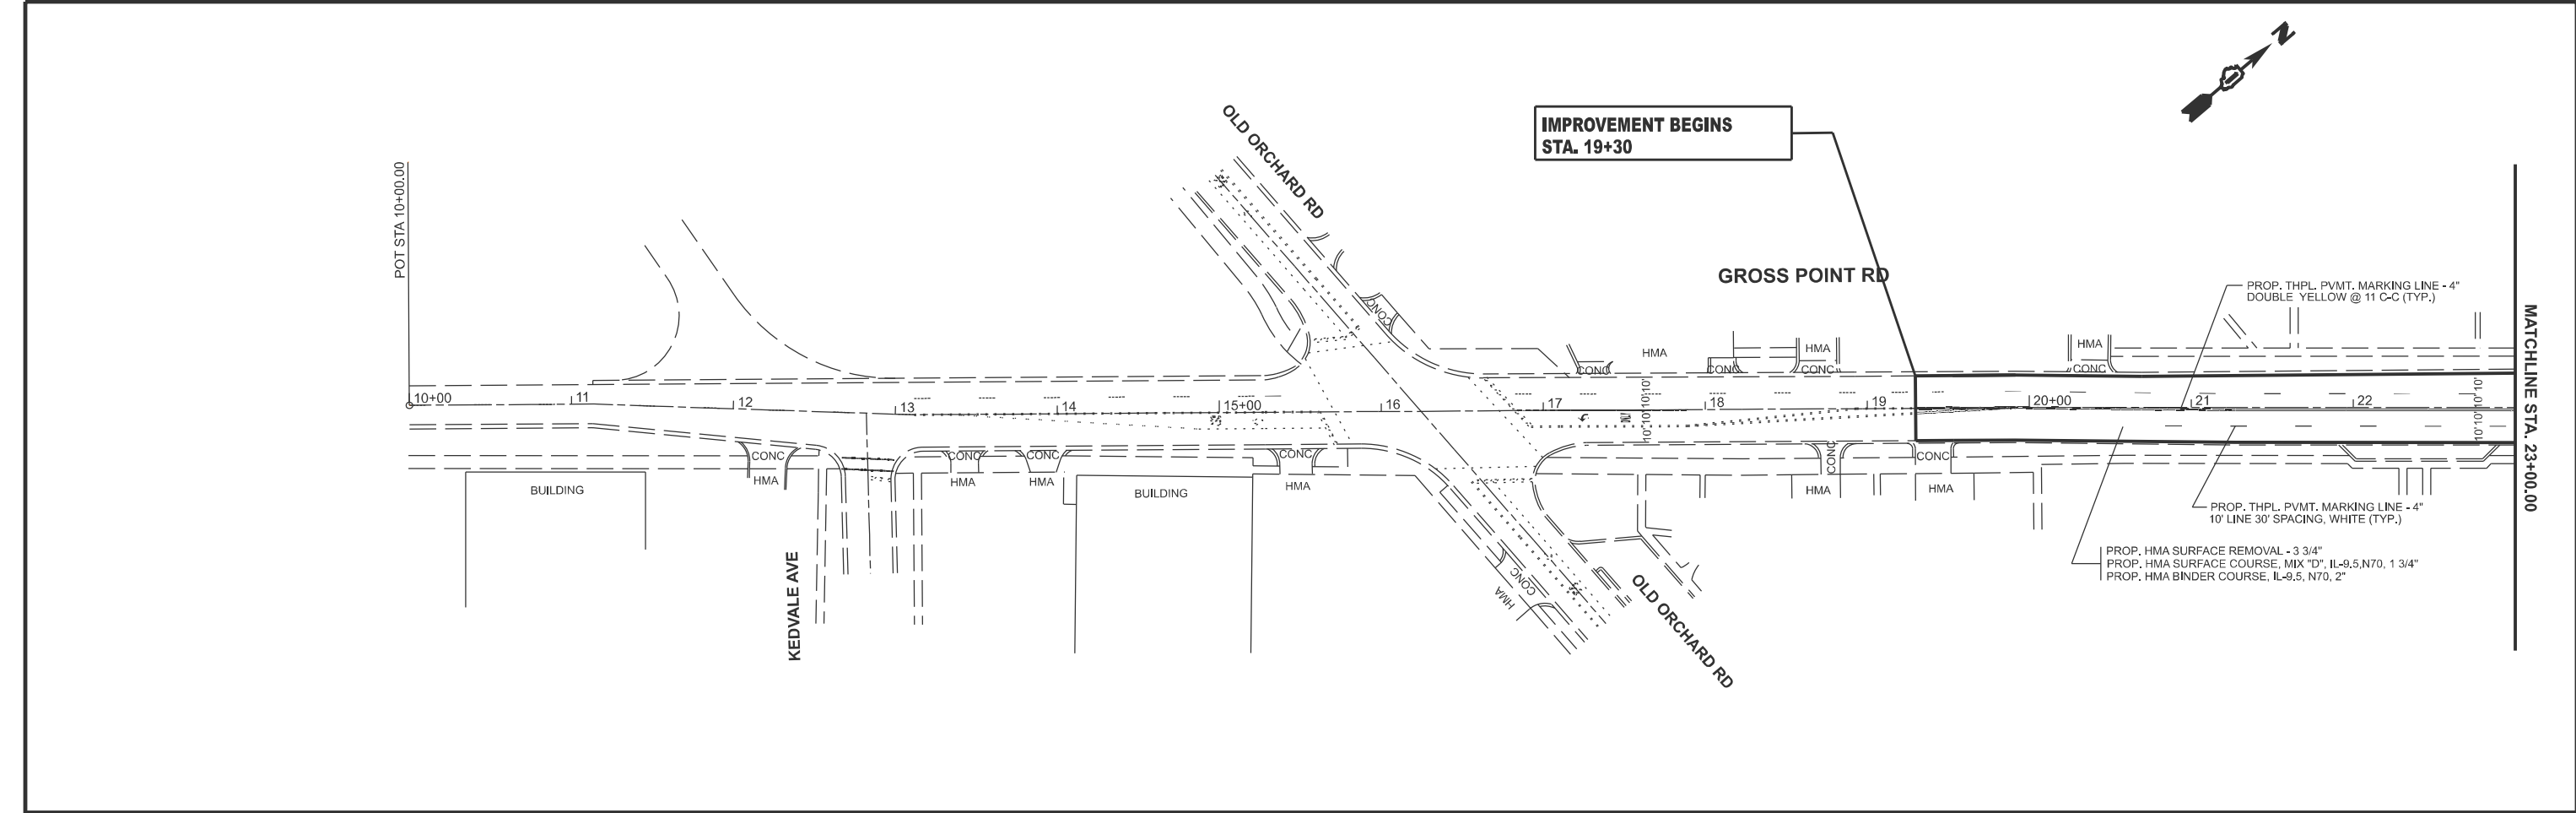 N
OLD ORCHARD RD
IMPROVEMENT BEGINS
STA. 19+30
POT STA 10+00.00
GROSS POINT RD
PROP. THPL. PVMT. MARKING LINE - 4"
DOUBLE YELLOW @ 11 C-C (TYP.)
MATCHLINE STA. 23+00.00
CONC
HMA
HMA
HMA
CONC
CONC
CONC
CONC
10+00
11
12
13
14
15+00
16
17
18
19
20+00
21
22
10'10'10'10'
10'10'10'10'
CONC
CONC
CONC
CONC
CONC
CONC
HMA
HMA
HMA
HMA
HMA
HMA
BUILDING
BUILDING
PROP. THPL. PVMT. MARKING LINE - 4"
10' LINE 30' SPACING, WHITE (TYP.)
PROP. HMA SURFACE REMOVAL - 3 3/4"
PROP. HMA SURFACE COURSE, MIX "D", IL-9.5,N70, 1 3/4"
PROP. HMA BINDER COURSE, IL-9.5, N70, 2"
KEDVALE AVE
CONC
HMA
OLD ORCHARD RD